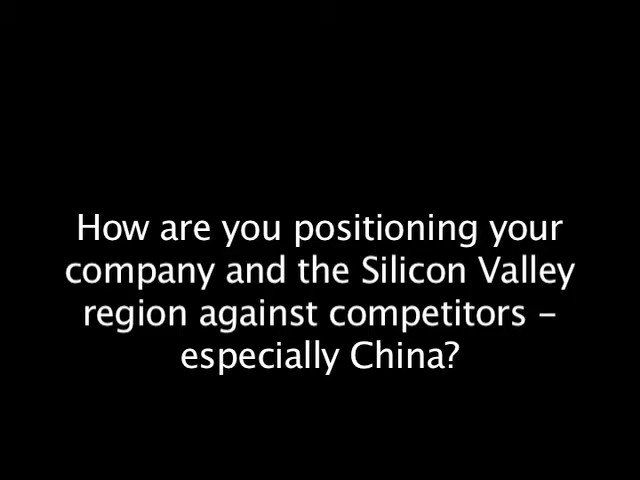 How are you positioning your
company and the Silicon Valley
region against competitors –
especially China?